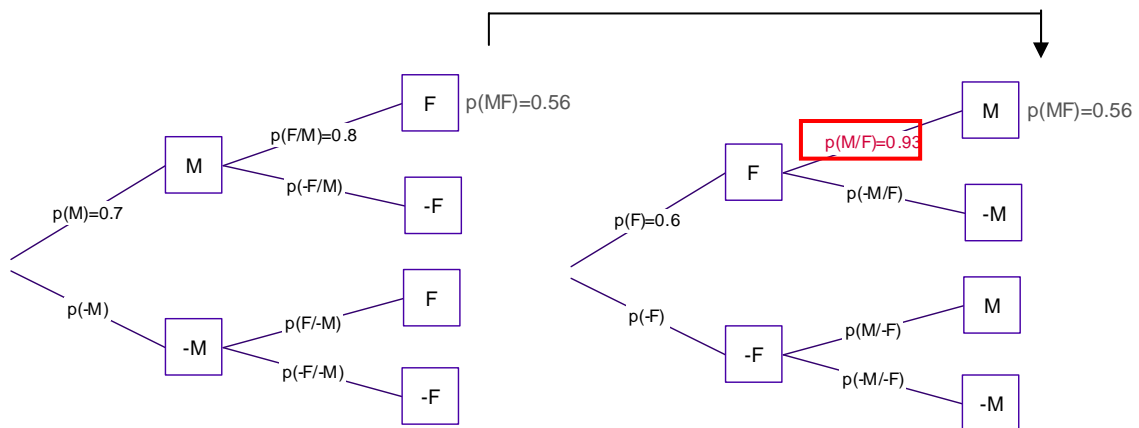 F
p(MF)=0.56
p(F/M)=0.8
M
p(-F/M)
-F
p(M)=0.7
p(-M)
F
p(F/-M)
-M
p(-F/-M)
-F
M
p(MF)=0.56
p(M/F)=0.93
F
p(-M/F)
-M
p(F)=0.6
p(-F)
M
p(M/-F)
-F
p(-M/-F)
-M